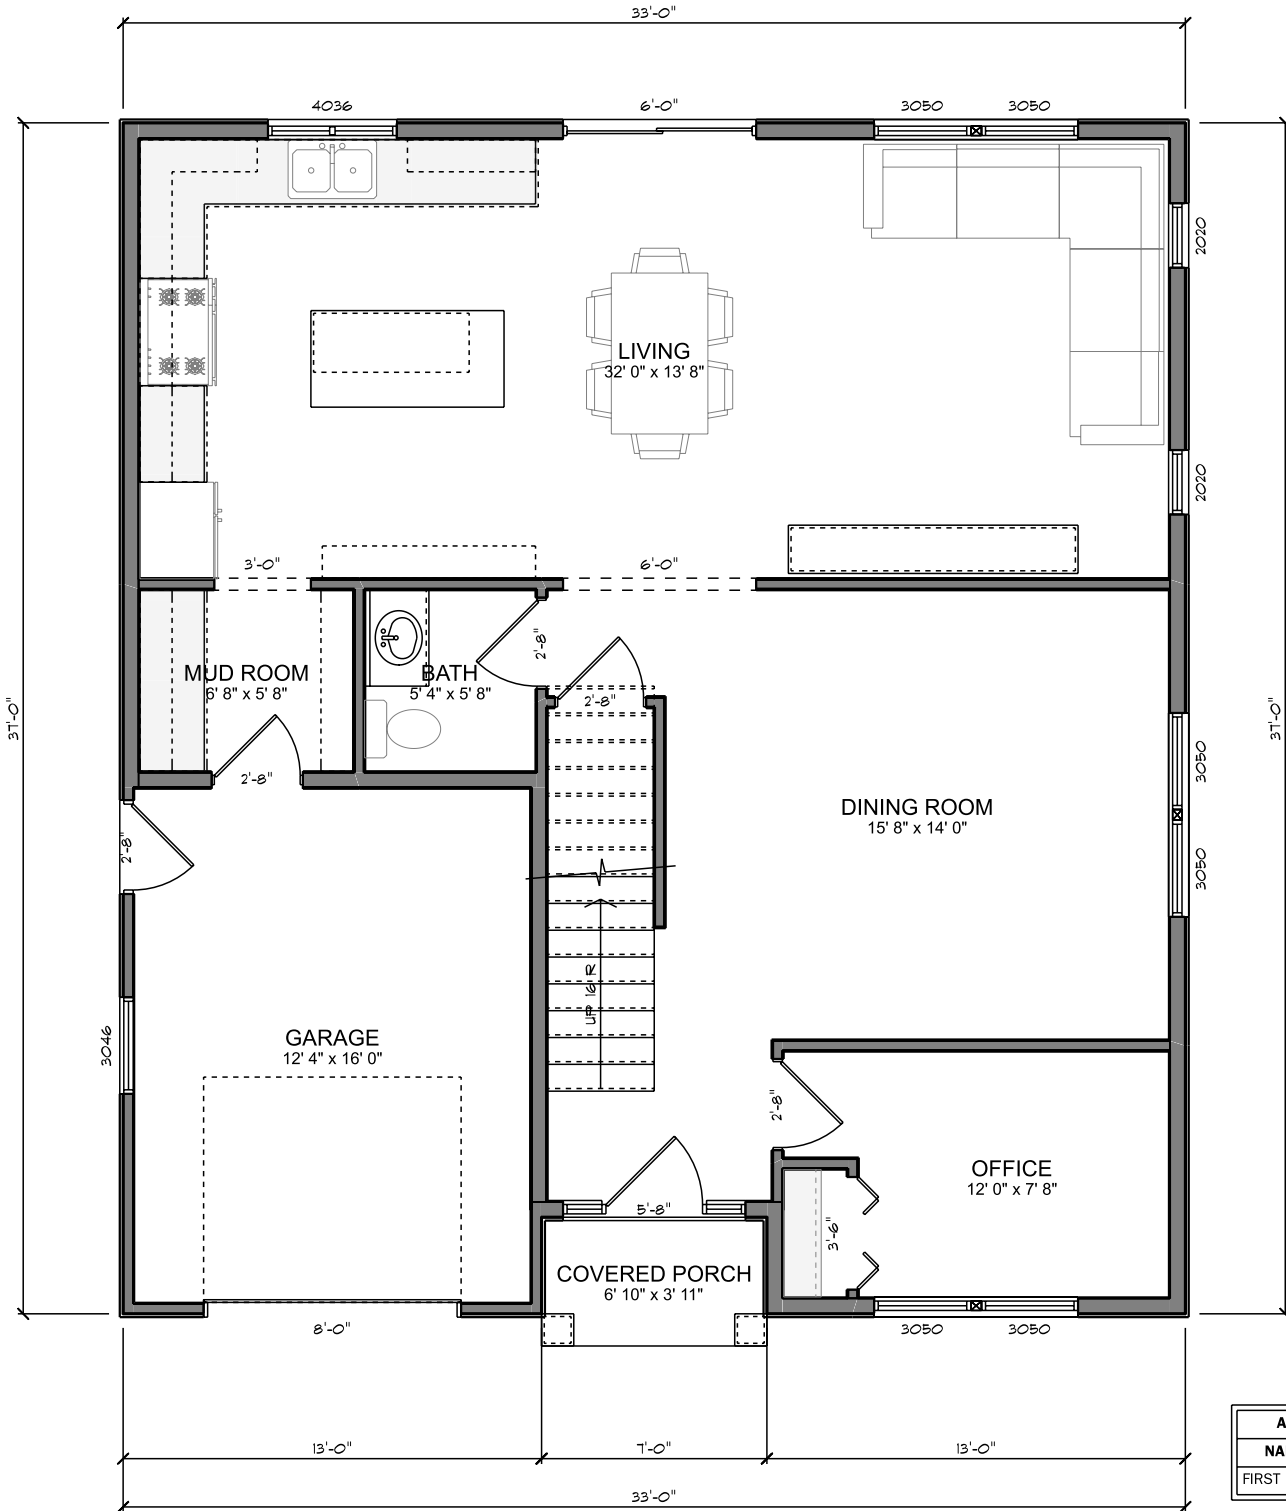 33'-0"
4036
6'-0"
3050
3050
2020
LIVING
32' 0" x 13' 8"
2020
3'-0"
6'-0"
2'-8"
MUD ROOM
6' 8" x 5' 8"
BATH
5' 4" x 5' 8"
2'-8"
37'-0"
37'-0"
2'-8"
3050
DINING ROOM
15' 8" x 14' 0"
2'-8"
3050
UP 16 R
GARAGE
12' 4" x 16' 0"
3046
2'-8"
OFFICE
12' 0" x 7' 8"
5'-8"
3'-6"
COVERED PORCH
6' 10" x 3' 11"
8'-0"
3050
3050
13'-0"
7'-0"
13'-0"
33'-0"
A
NA
FIRST